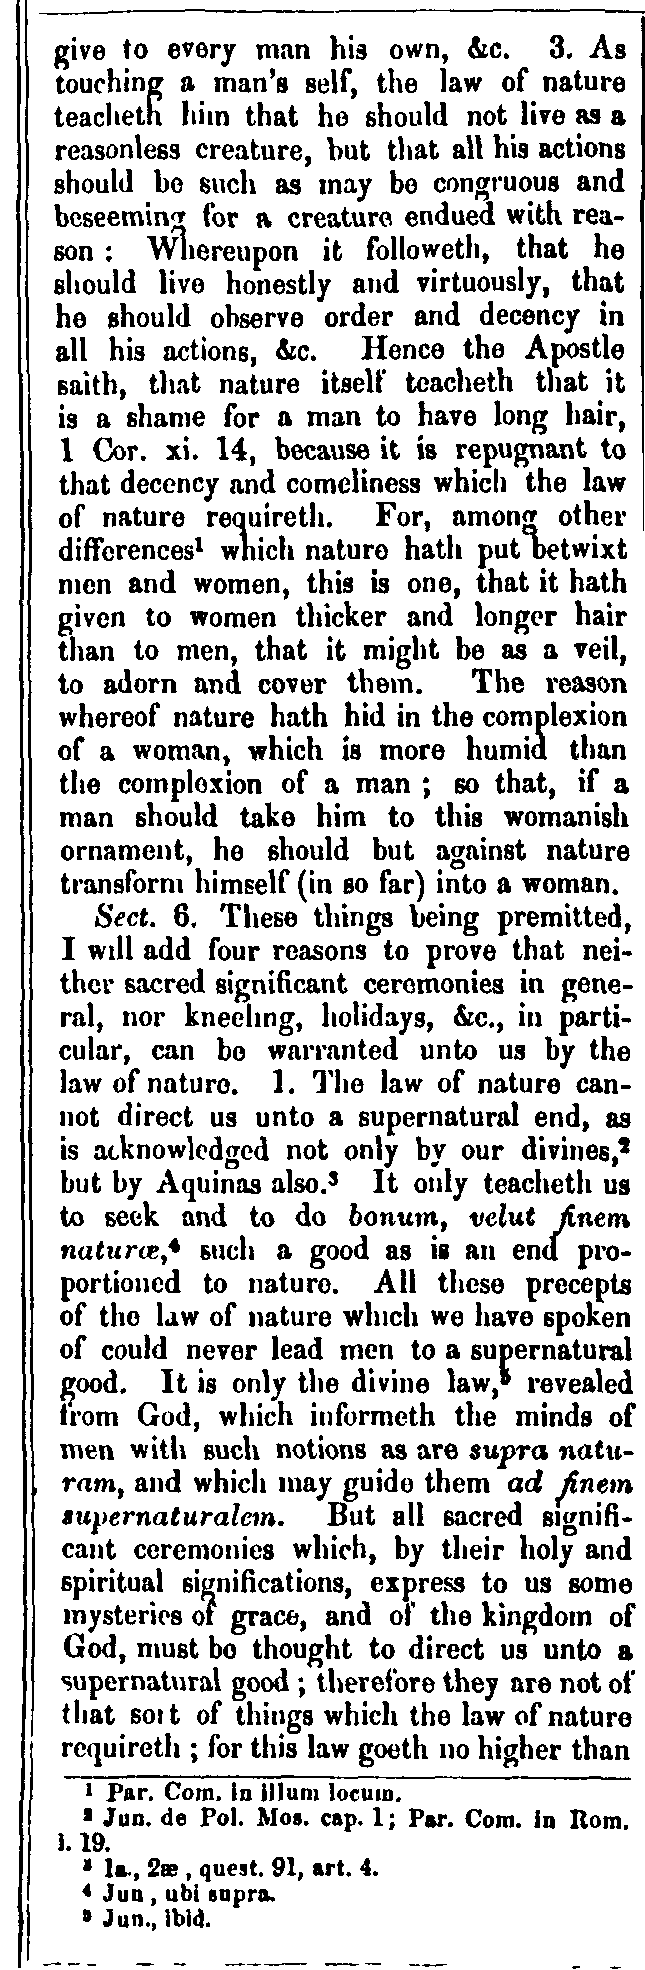 give to every man his own, &c. 3. As
touching a man's self, the law of nature
teacheth him that he should not live as a
reasonless creature, but that all his actions
should be such as may be congruous and
beseeming for a creature endued with rea-
son : Whereupon it followeth, that he
should live honestly and virtuously, that
he should observe order and decency in
all his actions, &c. Hence the Apostle
saith, that nature itself teacheth that it
is a shame for a man to have long hair,
1 Cor. xi. 14, because it is repugnant to
that decency and comeliness which the law
of nature requireth. For, among other
differences¹ which nature hath put betwixt
men and women, this is one, that it hath
given to women thicker and longer hair
than to men, that it might be as a veil,
to adorn and cover them. The reason
whereof nature hath hid in the complexion
of a woman, which is more humid than
the complexion of a man ; so that, if a
man should take him to this womanish
ornament, he should but against nature
transform himself (in so far) into a woman.
Sect. 6. These things being premitted,
I will add four reasons to prove that nei-
ther sacred significant ceremonies in gene-
ral, nor kneeling, holidays, &c., in parti-
cular, can be warranted unto us by the
law of nature. 1. The law of nature can-
not direct us unto a supernatural end, as
is acknowledged not only by our divines,²
but by Aquinas also.³ It only teacheth us
to seek and to do bonum, velut finem
naturæ,⁴ such a good as is an end pro-
portioned to nature. All these precepts
of the law of nature which we have spoken
of could never lead men to a supernatural
good. It is only the divine law,⁵ revealed
from God, which informeth the minds of
men with such notions as are supra natu-
ram, and which may guide them ad finem
supernaturalem. But all sacred signifi-
cant ceremonies which, by their holy and
spiritual significations, express to us some
mysteries of grace, and of the kingdom of
God, must be thought to direct us unto a
supernatural good ; therefore they are not of
that sort of things which the law of nature
requireth ; for this law goeth no higher than
¹ Par. Com. in illum locum.
² Jun. de Pol. Mos. cap. 1; Par. Com. in Rom.
i. 19.
³ 1a., 2æ , quest. 91, art. 4.
⁴ Jun , ubi supra.
⁵ Jun., ibid.